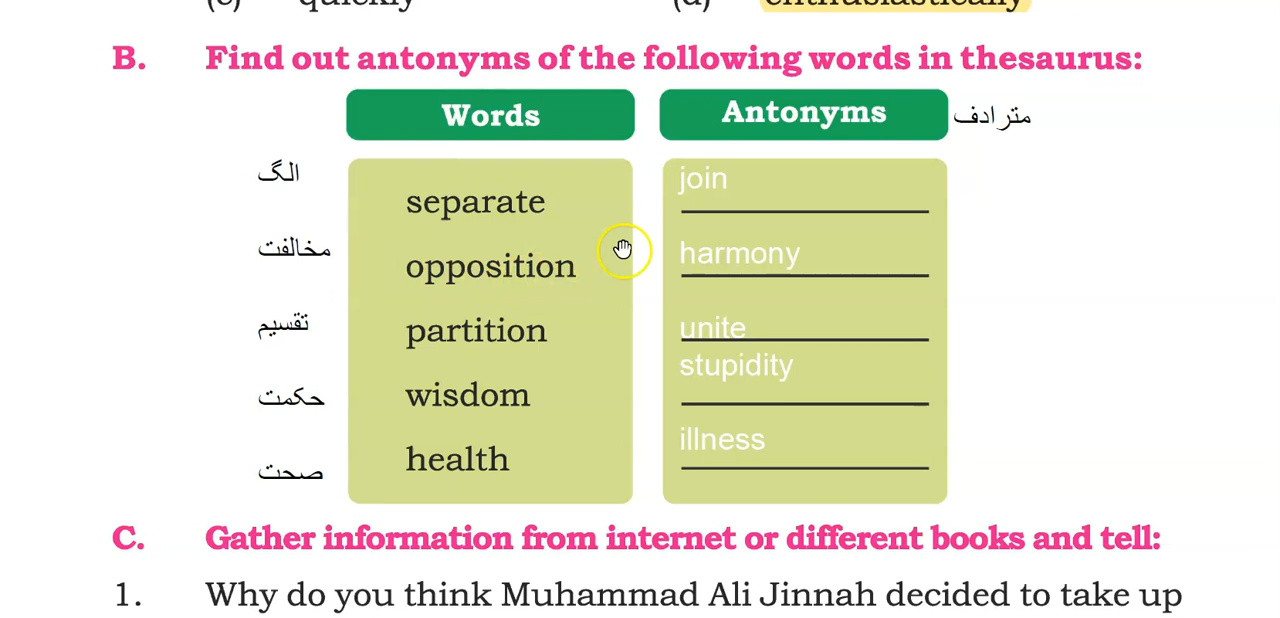 (c) quickly (d) enthusiastically
B. Find out antonyms of the following words in thesaurus:
Words Antonyms مترادف
الگ separate join
مخالفت opposition harmony
تقسیم partition unite
حکمت wisdom stupidity
صحت health illness
C. Gather information from internet or different books and tell:
1. Why do you think Muhammad Ali Jinnah decided to take up